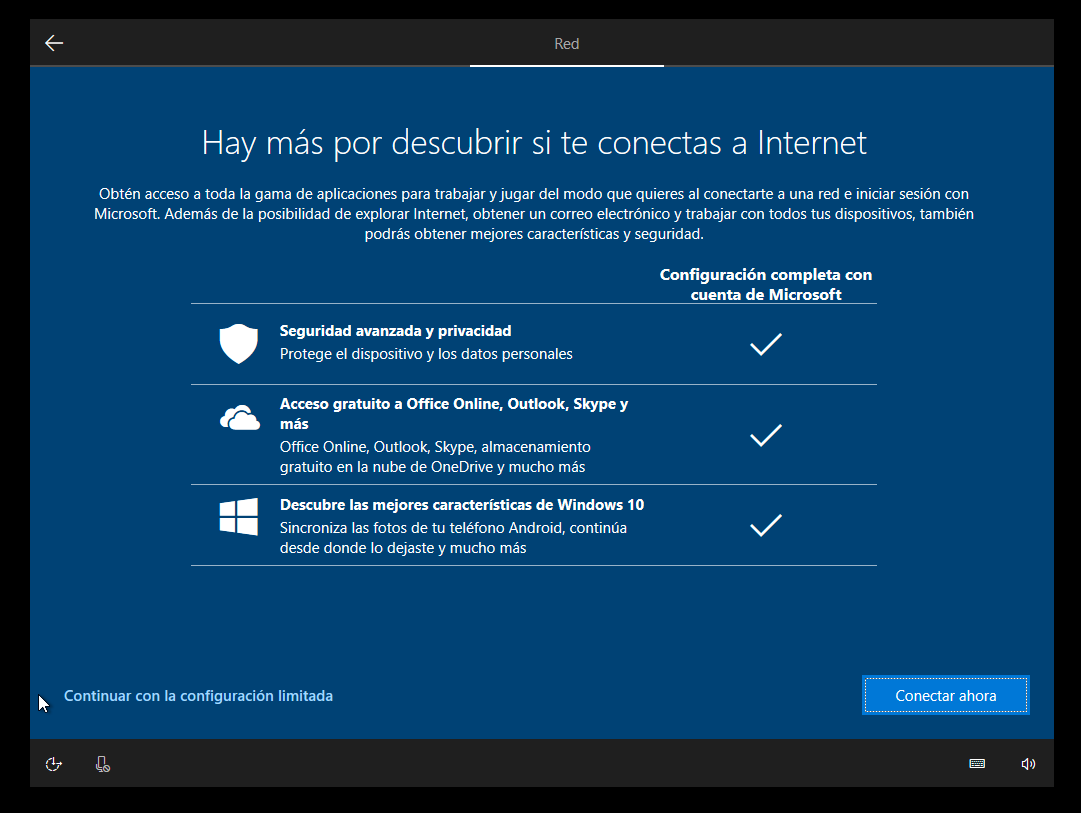 Red
Hay más por descubrir si te conectas a Internet
Obtén acceso a toda la gama de aplicaciones para trabajar y jugar del modo que quieres al conectarte a una red e iniciar sesión con
Microsoft. Además de la posibilidad de explorar Internet, obtener un correo electrónico y trabajar con todos tus dispositivos, también
podrás obtener mejores características y seguridad.
Configuración completa con
cuenta de Microsoft
Seguridad avanzada y privacidad
Protege el dispositivo y los datos personales
Acceso gratuito a Office Online, Outlook, Skype y
más
Office Online, Outlook, Skype, almacenamiento
gratuito en la nube de OneDrive y mucho más
Descubre las mejores características de Windows 10
Sincroniza las fotos de tu teléfono Android, continúa
desde donde lo dejaste y mucho más
Continuar con la configuración limitada
Conectar ahora